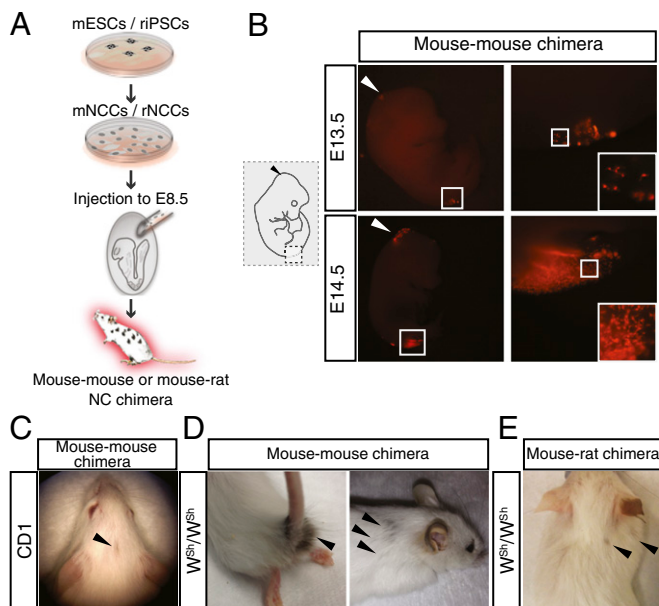 A
mESCs / riPSCs
mNCCs / rNCCs
Injection to E8.5
Mouse-mouse or mouse-rat
NC chimera
B
Mouse-mouse chimera
E13.5
E14.5
C
Mouse-mouse
chimera
CD1
D
Mouse-mouse chimera
W^Sh/W^Sh
E
Mouse-rat chimera
W^Sh/W^Sh